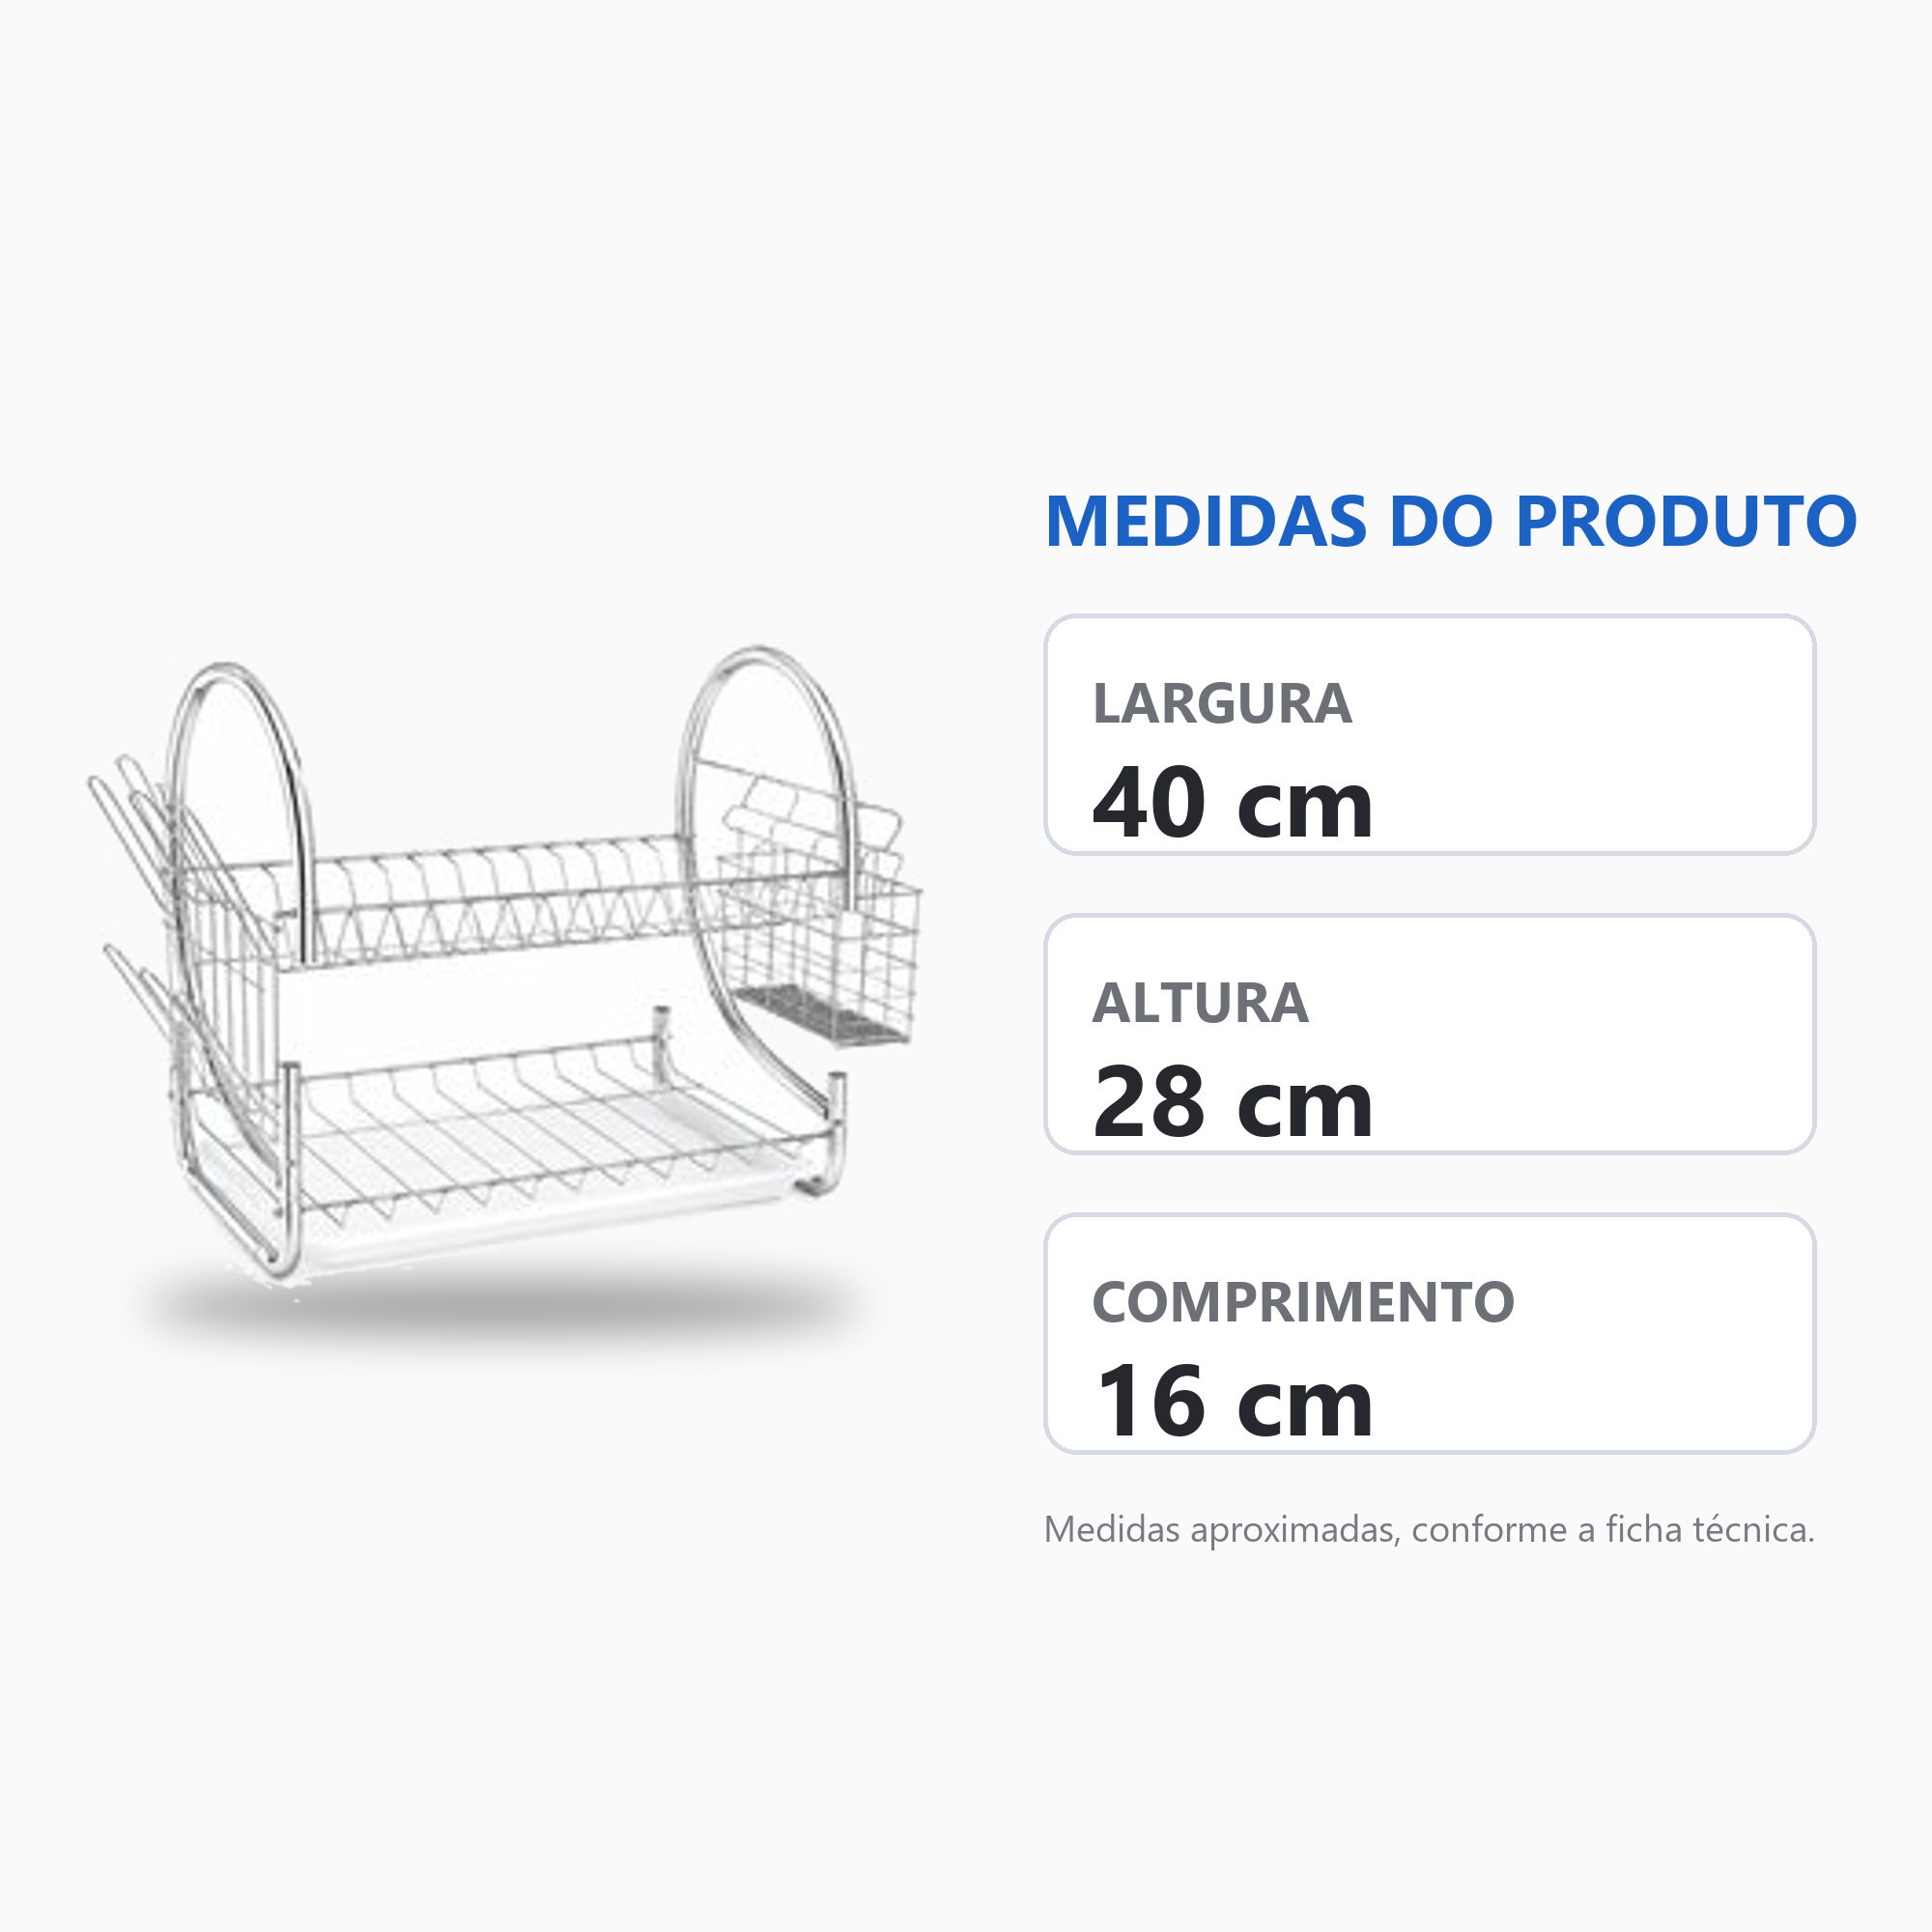 MEDIDAS DO PRODUTO
LARGURA
40 cm
ALTURA
28 cm
COMPRIMENTO
16 cm
Medidas aproximadas, conforme a ficha técnica.